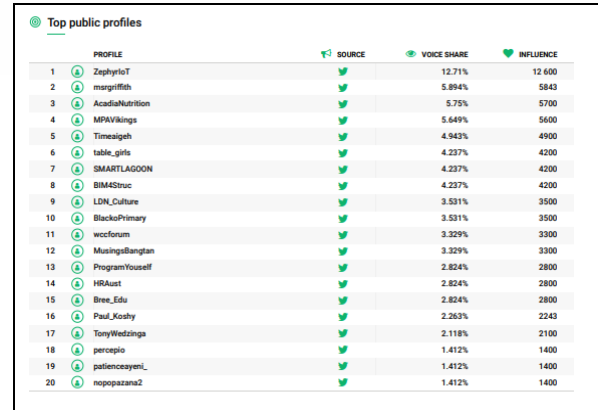 Top public profiles
PROFILE SOURCE VOICE SHARE INFLUENCE
1 ZephyrIoT 12.71% 12 600
2 msrgriffith 5.894% 5843
3 AcadiaNutrition 5.75% 5700
4 MPAVikings 5.649% 5600
5 Timeaigeh 4.943% 4900
6 table_girls 4.237% 4200
7 SMARTLAGOON 4.237% 4200
8 BIM4Struc 4.237% 4200
9 LDN_Culture 3.531% 3500
10 BlackoPrimary 3.531% 3500
11 wccforum 3.329% 3300
12 MusingsBangtan 3.329% 3300
13 ProgramYouself 2.824% 2800
14 HRAust 2.824% 2800
15 Bree_Edu 2.824% 2800
16 Paul_Koshy 2.263% 2243
17 TonyWedzinga 2.118% 2100
18 percepio 1.412% 1400
19 patienceayeni_ 1.412% 1400
20 nopopazana2 1.412% 1400